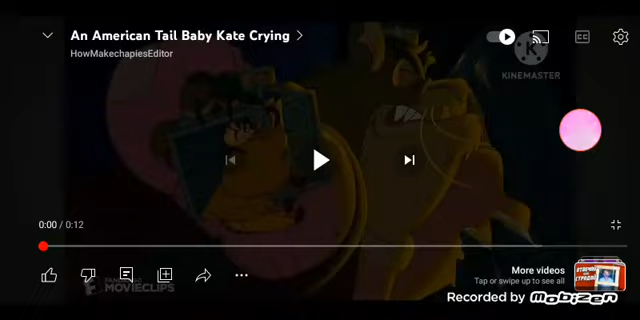 An American Tail Baby Kate Crying
HowMakechapiesEditor
CC
KINEMASTER
0:00 / 0:12
More videos
Tap or swipe up to see all
MOVIECLIPS
Recorded by mobizen